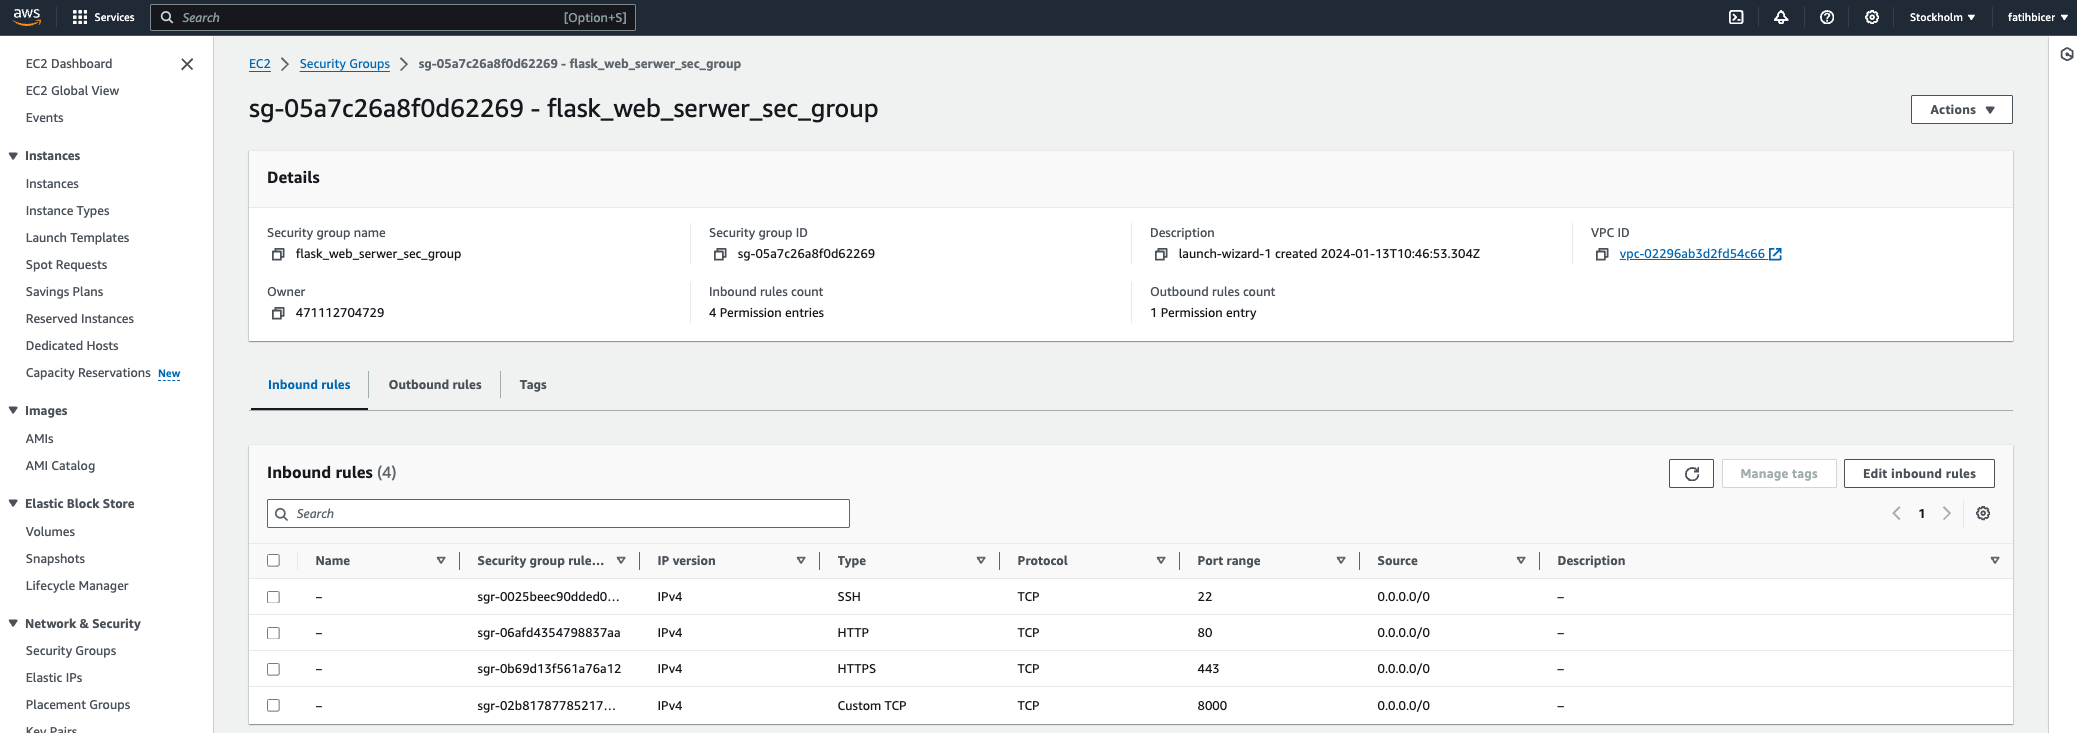 aws Services Search [Option+S] Stockholm fatihbicer
EC2 Dashboard
EC2 Global View
Events
Instances
Instances
Instance Types
Launch Templates
Spot Requests
Savings Plans
Reserved Instances
Dedicated Hosts
Capacity Reservations New
Images
AMIs
AMI Catalog
Elastic Block Store
Volumes
Snapshots
Lifecycle Manager
Network & Security
Security Groups
Elastic IPs
Placement Groups
Key Pairs
EC2 Security Groups sg-05a7c26a8f0d62269 - flask_web_serwer_sec_group
sg-05a7c26a8f0d62269 - flask_web_serwer_sec_group
Actions
Details
Security group name Security group ID Description VPC ID
flask_web_serwer_sec_group sg-05a7c26a8f0d62269 launch-wizard-1 created 2024-01-13T10:46:53.304Z vpc-02296ab3d2fd54c66
Owner Inbound rules count Outbound rules count
471112704729 4 Permission entries 1 Permission entry
Inbound rules Outbound rules Tags
Inbound rules (4) Manage tags Edit inbound rules
Search 1
Name Security group rule... IP version Type Protocol Port range Source Description
– sgr-0025beec90dded0... IPv4 SSH TCP 22 0.0.0.0/0 –
– sgr-06afd4354798837aa IPv4 HTTP TCP 80 0.0.0.0/0 –
– sgr-0b69d13f561a76a12 IPv4 HTTPS TCP 443 0.0.0.0/0 –
– sgr-02b81787785217... IPv4 Custom TCP TCP 8000 0.0.0.0/0 –